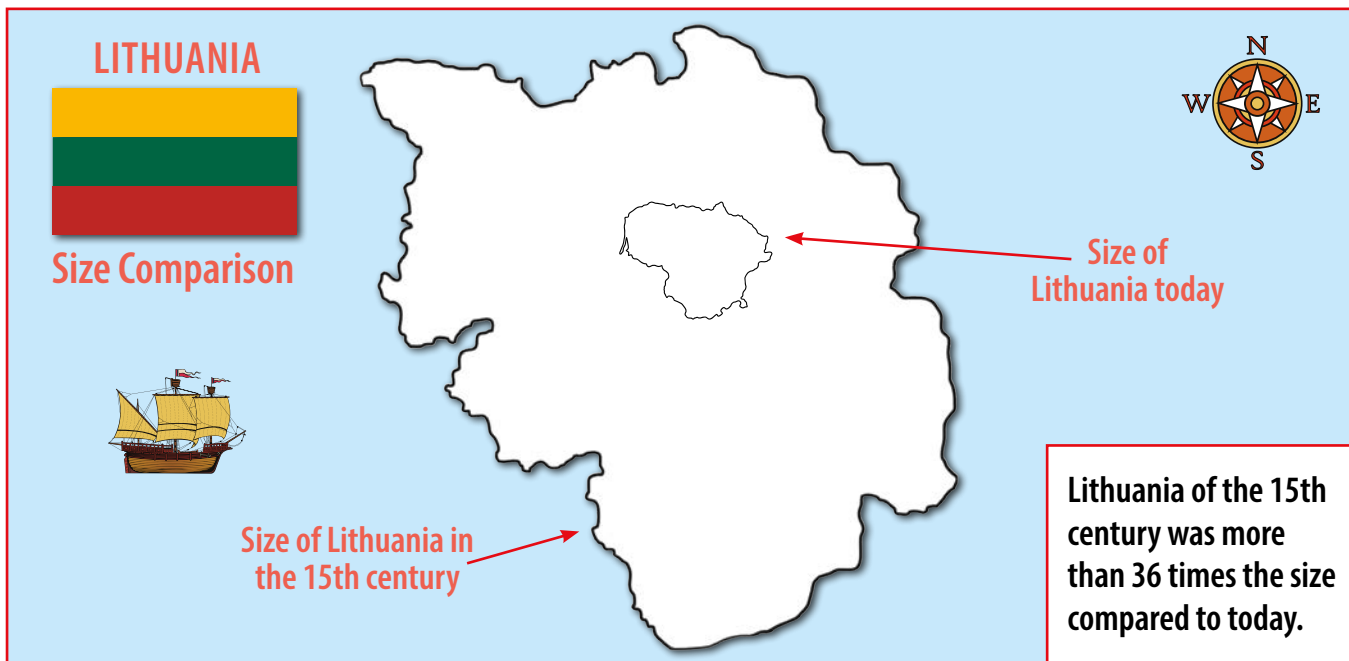 LITHUANIA
Size Comparison
N
W
E
S
Size of
Lithuania today
Size of Lithuania in
the 15th century
Lithuania of the 15th
century was more
than 36 times the size
compared to today.